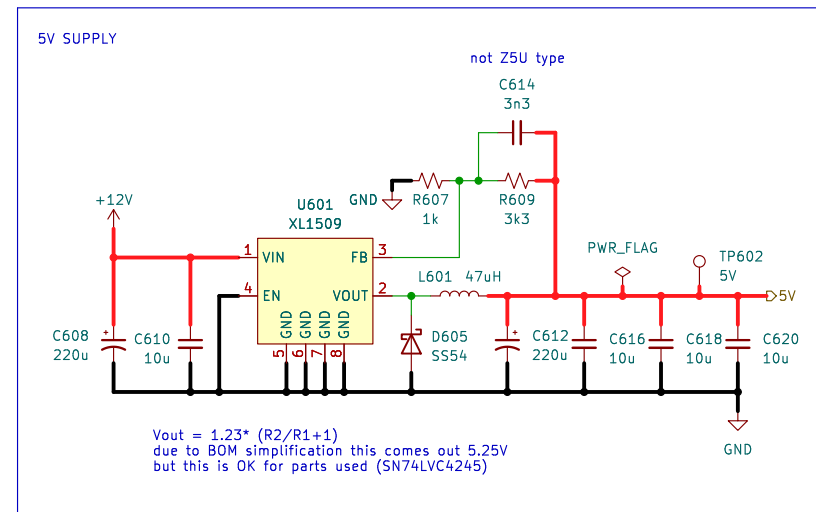 5V SUPPLY
not Z5U type
C614
3n3
GND
R607
1k
R609
3k3
+12V
U601
XL1509
1
VIN
FB
3
4
EN
VOUT
2
GND
GND
GND
GND
5
6
7
8
L601 47uH
PWR_FLAG
TP602
5V
5V
C608
220u
C610
10u
D605
SS54
C612
220u
C616
10u
C618
10u
C620
10u
GND
Vout = 1.23* (R2/R1+1)
due to BOM simplification this comes out 5.25V
but this is OK for parts used (SN74LVC4245)